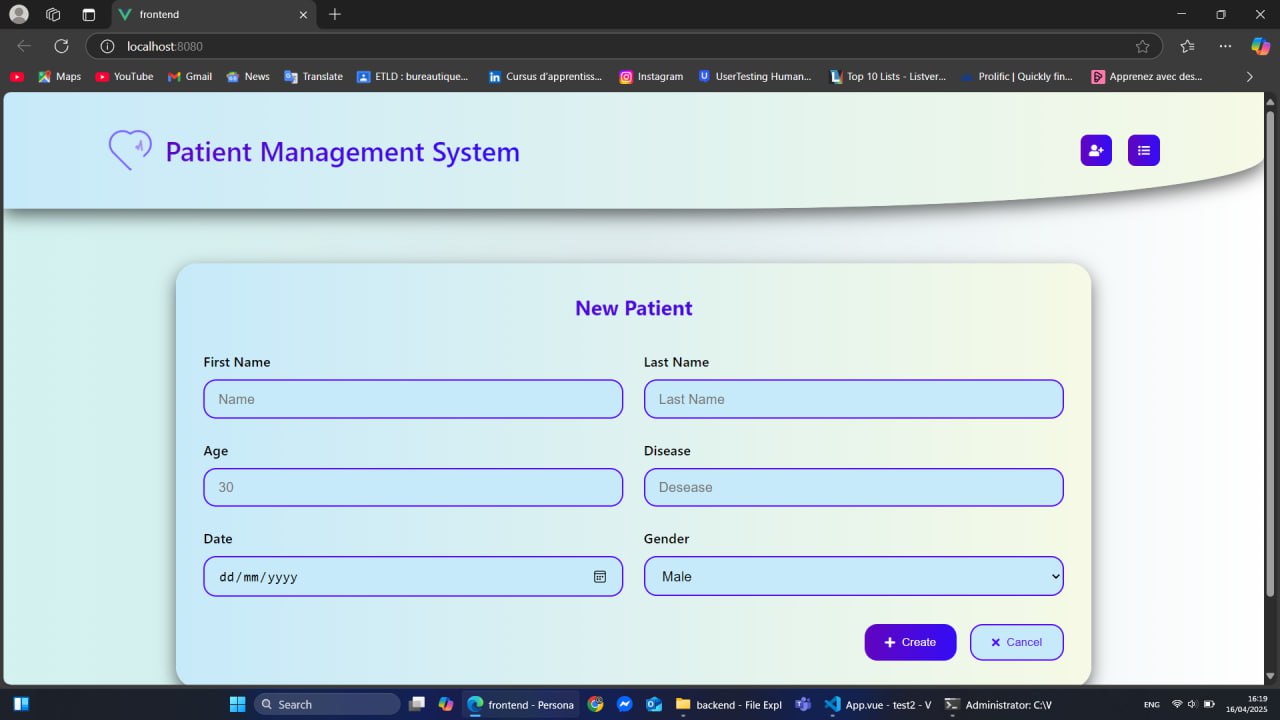 frontend
localhost:8080
Maps
YouTube
Gmail
News
Translate
ETLD : bureautique...
Cursus d'apprentiss...
Instagram
UserTesting Human...
Top 10 Lists - Listver...
Prolific | Quickly fin...
Apprenez avec des...
Patient Management System
New Patient
First Name
Last Name
Name
Last Name
Age
Disease
30
Desease
Date
Gender
dd/mm/yyyy
Male
Create
Cancel
Search
frontend - Persona
backend - File Expl
App.vue - test2 - V
Administrator: C:\V
ENG
16:19
16/04/2025